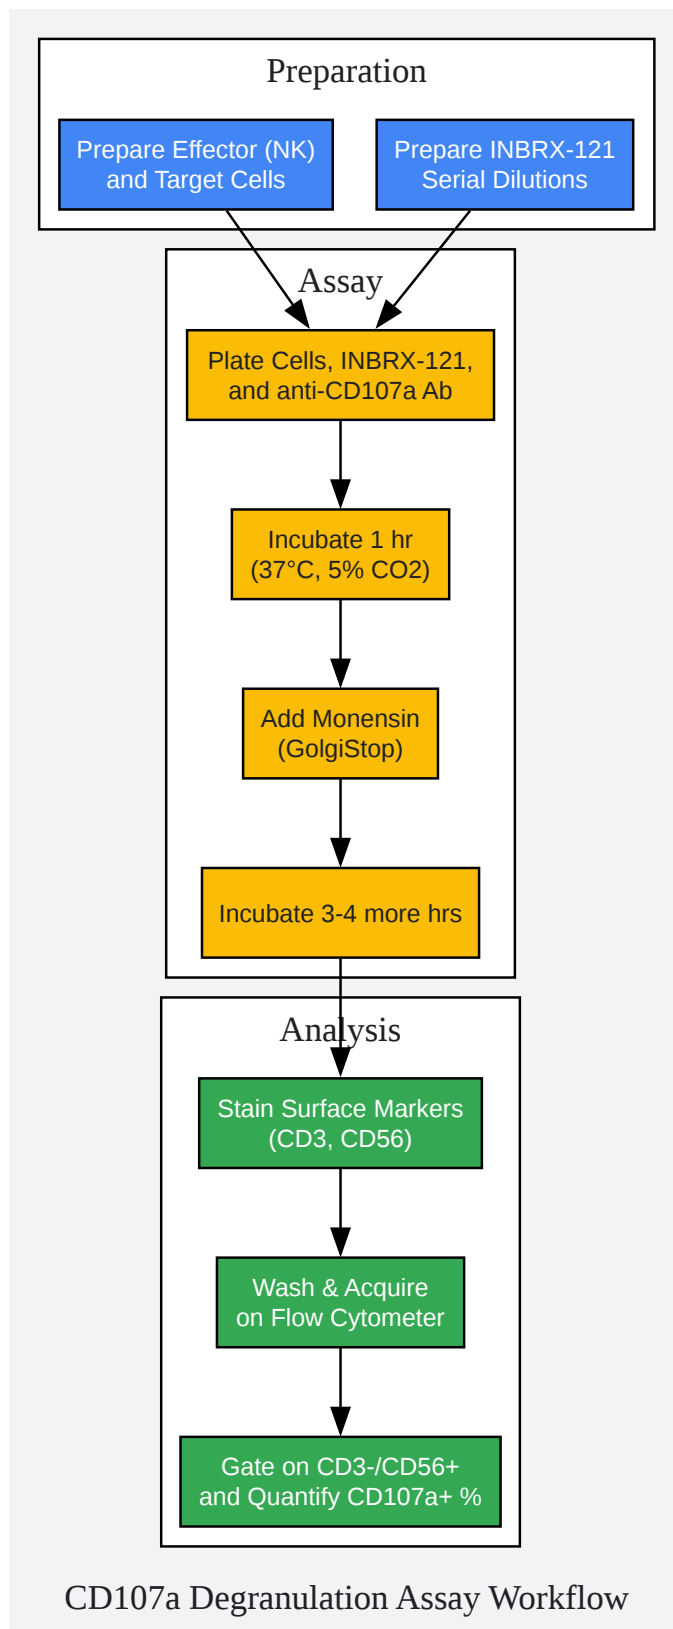 Preparation
Prepare Effector (NK)
and Target Cells
Prepare INBRX-121
Serial Dilutions
Assay
Plate Cells, INBRX-121,
and anti-CD107a Ab
Incubate 1 hr
(37°C, 5% CO2)
Add Monensin
(GolgiStop)
Incubate 3-4 more hrs
Analysis
Stain Surface Markers
(CD3, CD56)
Wash & Acquire
on Flow Cytometer
Gate on CD3-/CD56+
and Quantify CD107a+ %
CD107a Degranulation Assay Workflow